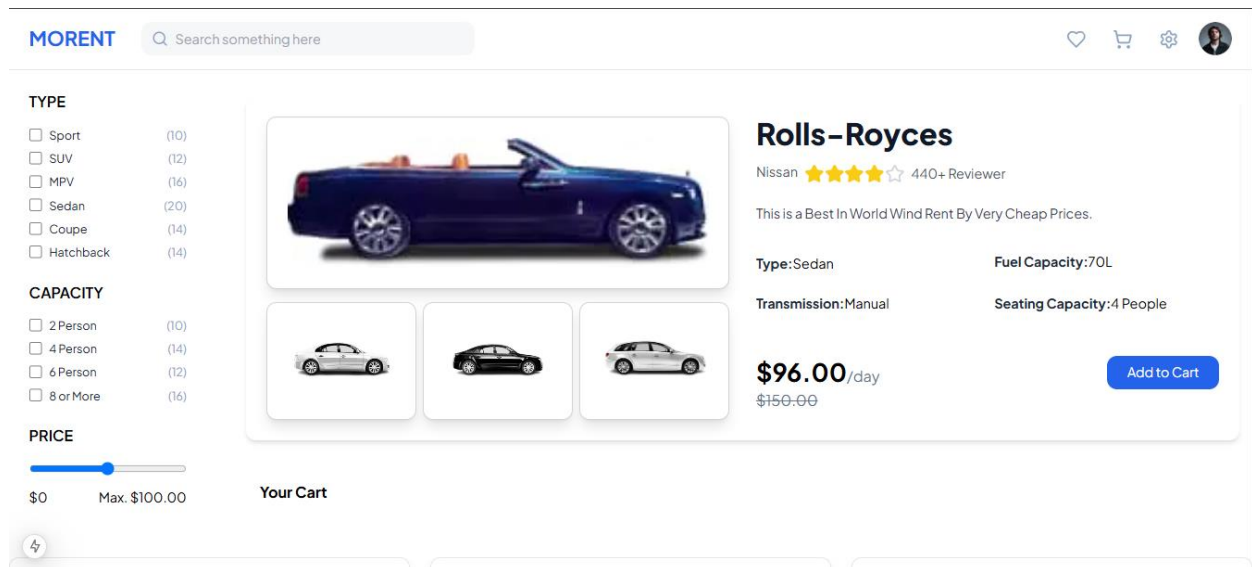 MORENT
Search something here
TYPE
Sport (10)
SUV (12)
MPV (16)
Sedan (20)
Coupe (14)
Hatchback (14)
CAPACITY
2 Person (10)
4 Person (14)
6 Person (12)
8 or More (16)
PRICE
$0 Max. $100.00
Rolls-Royces
Nissan 440+ Reviewer
This is a Best In World Wind Rent By Very Cheap Prices.
Type:Sedan Fuel Capacity:70L
Transmission:Manual Seating Capacity:4 People
$96.00/day
Add to Cart
$150.00
Your Cart